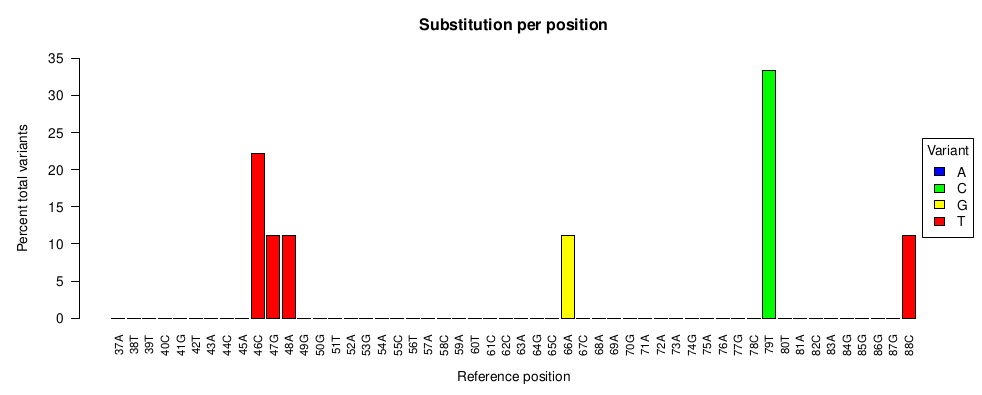 Substitution per position
Percent total variants
35
30
25
20
15
10
5
0
37A 38T 39T 40C 41G 42T 43A 44C 45A 46C 47G 48A 49G 50G 51T 52A 53G 54A 55C 56T 57A 58C 59A 60T 61C 62C 63A 64G 65C 66A 67C 68A 69A 70G 71A 72A 73A 74G 75A 76A 77G 78C 79T 80T 81A 82C 83A 84G 85G 86G 87G 88C
Reference position
Variant
A
C
G
T